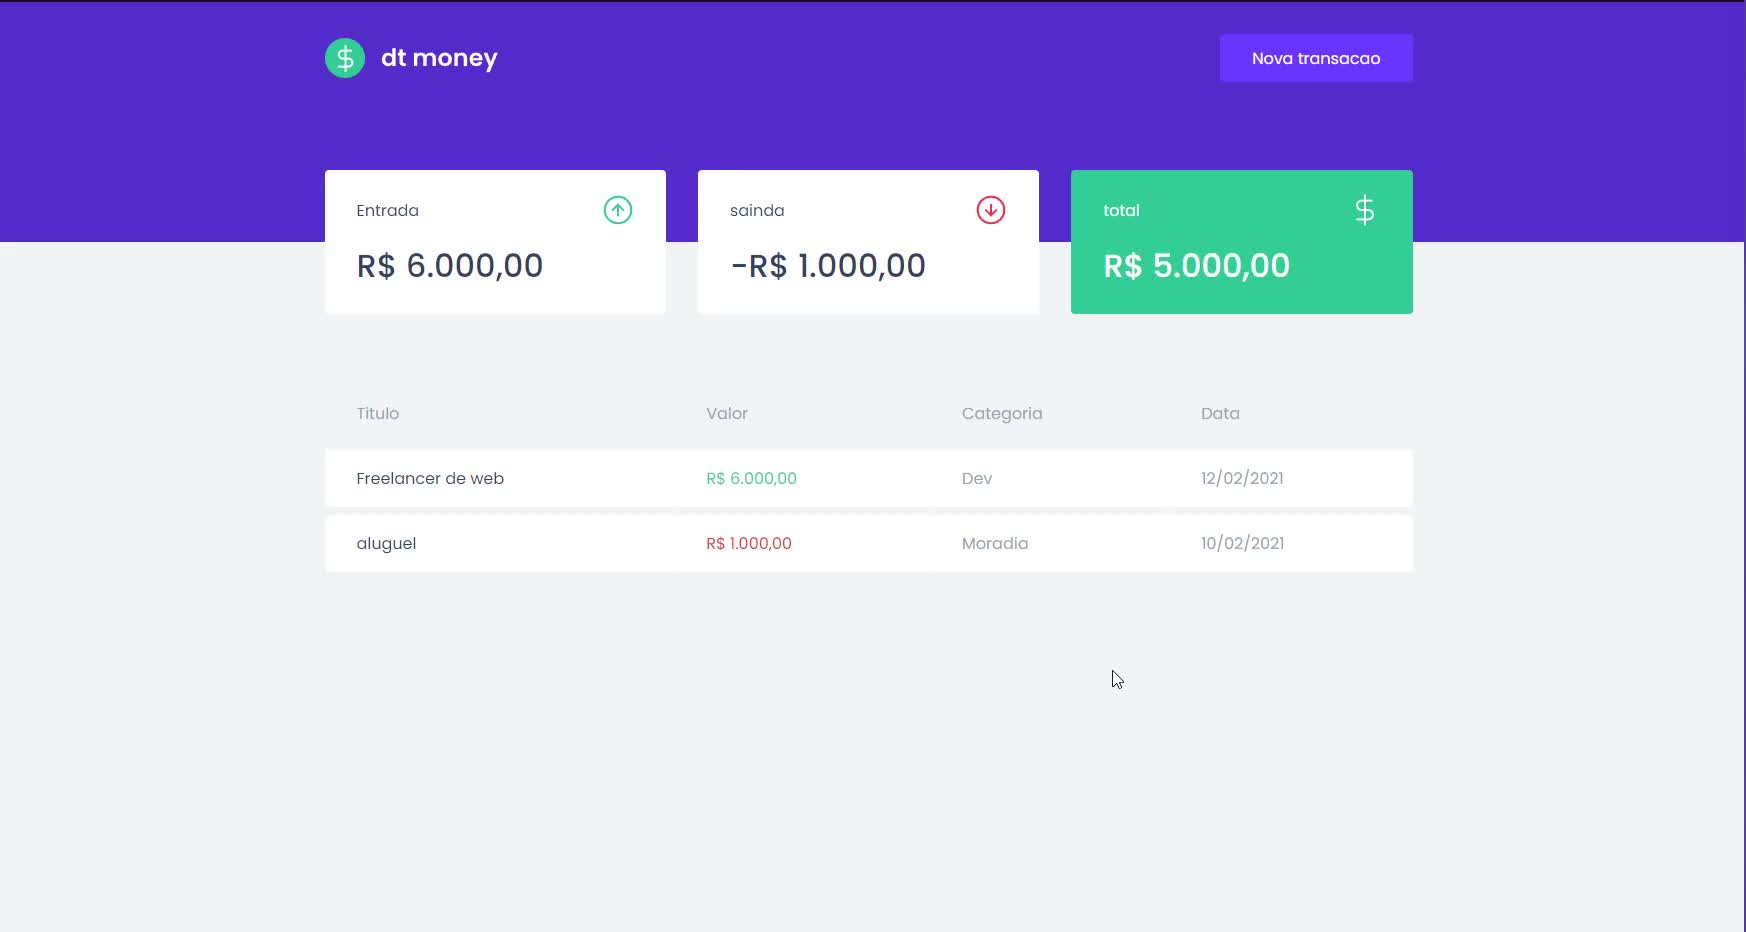 dt money
Nova transacao
Entrada
R$ 6.000,00
sainda
-R$ 1.000,00
total
R$ 5.000,00
Titulo Valor Categoria Data
Freelancer de web R$ 6.000,00 Dev 12/02/2021
aluguel R$ 1.000,00 Moradia 10/02/2021